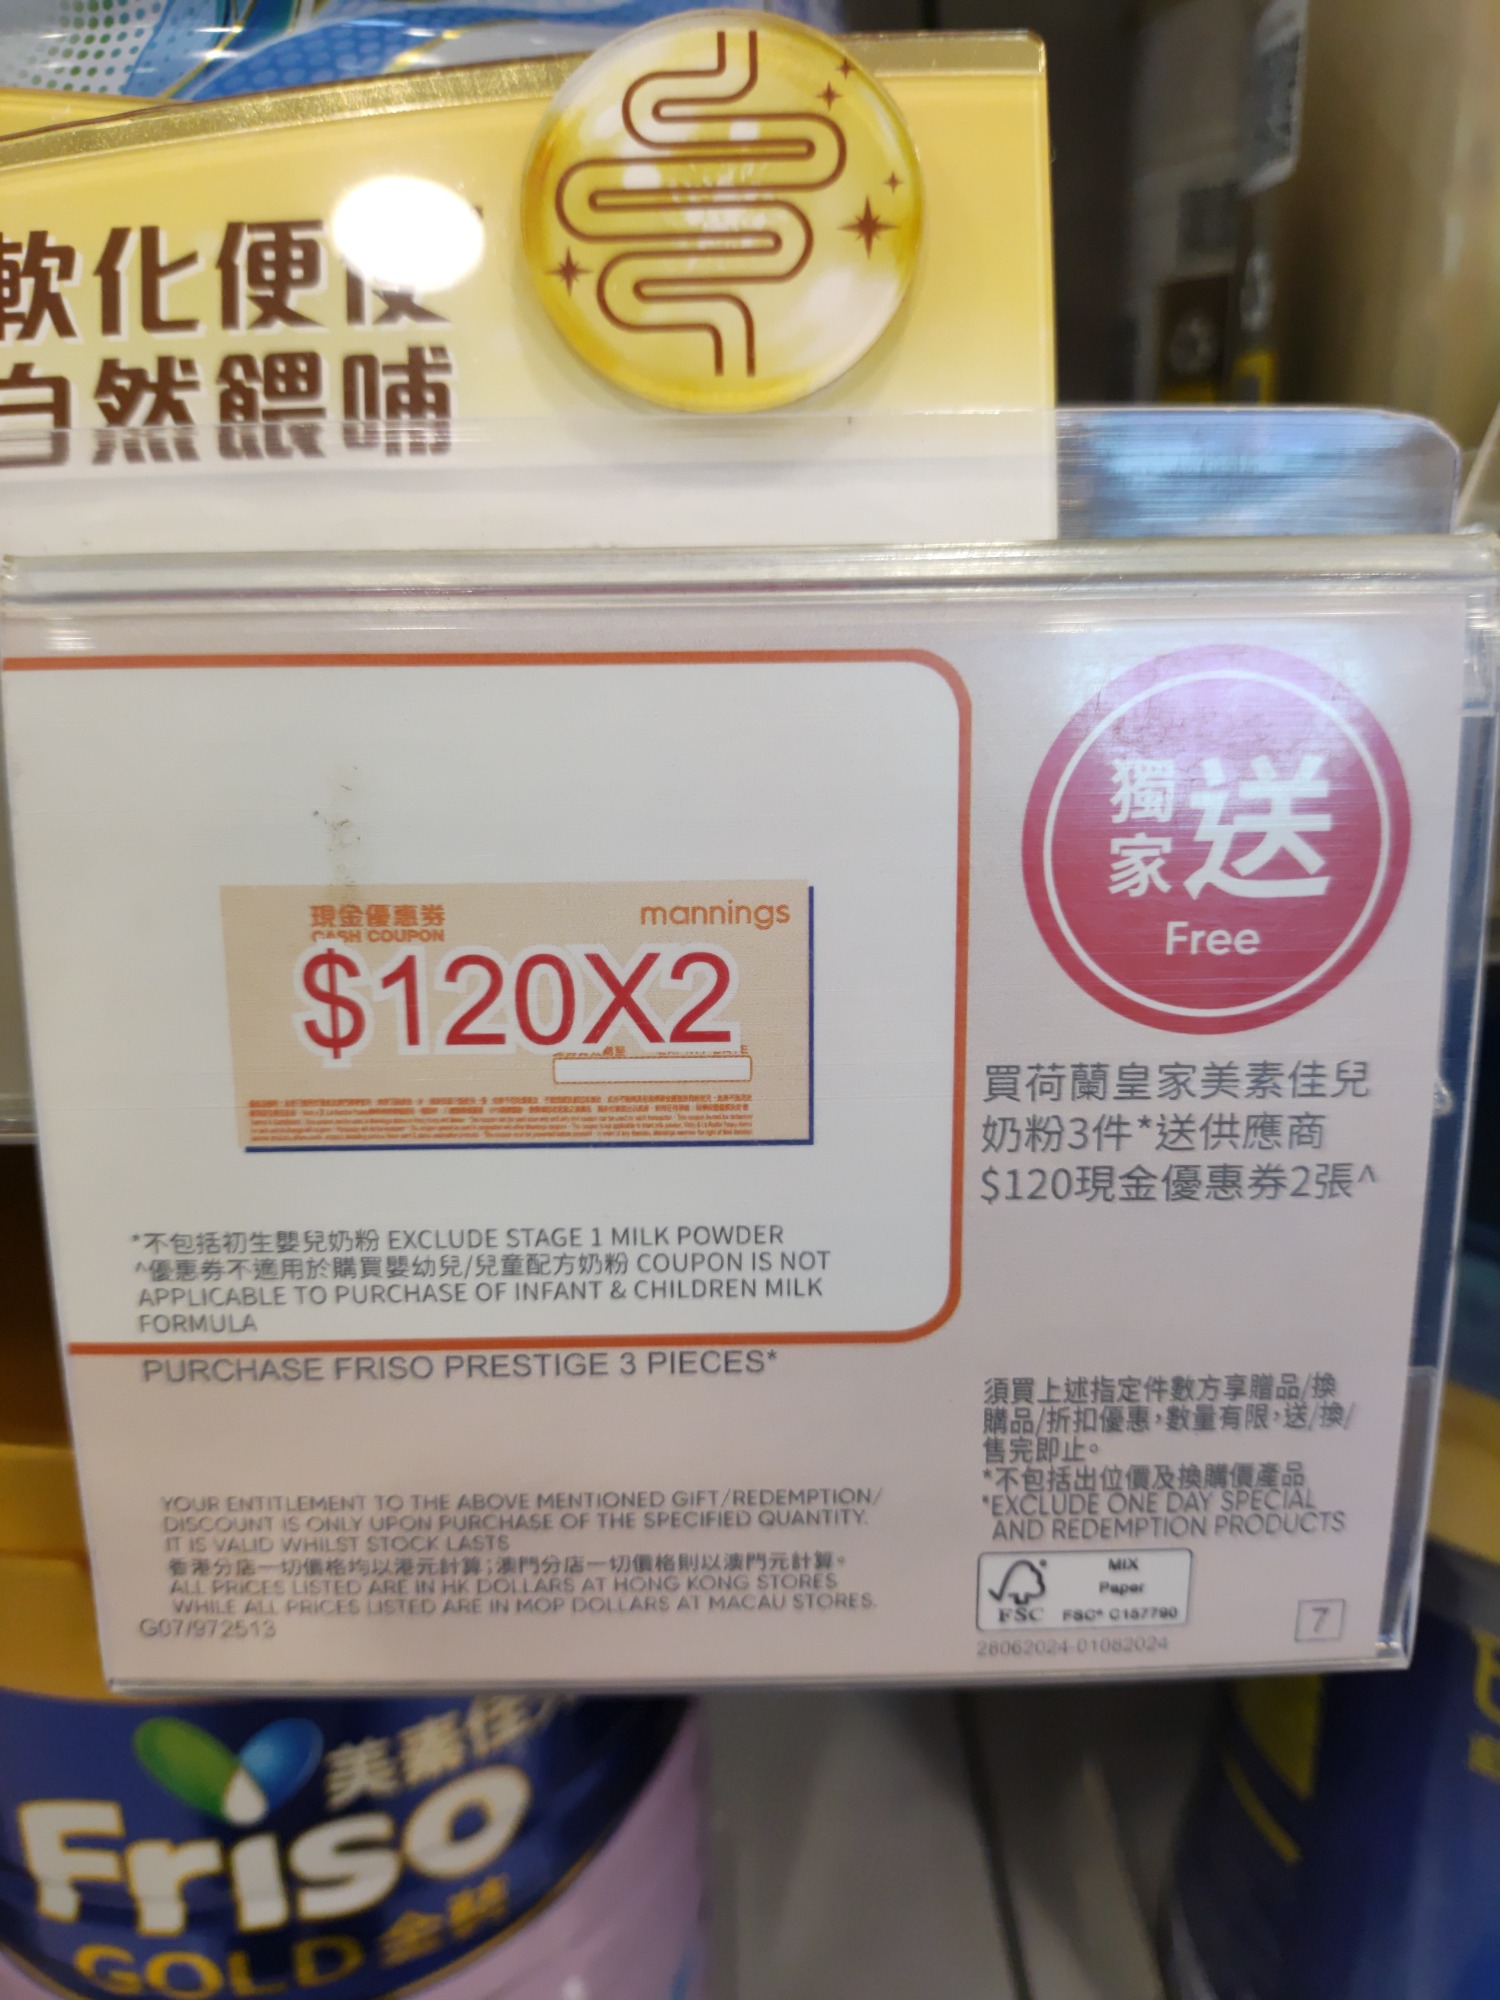 軟化便便
自然餵哺
獨家送
Free
現金優惠券
CASH COUPON
mannings
$120X2
買荷蘭皇家美素佳兒
奶粉3件*送供應商
$120現金優惠券2張^
*不包括初生嬰兒奶粉 EXCLUDE STAGE 1 MILK POWDER
^優惠券不適用於購買嬰幼兒/兒童配方奶粉 COUPON IS NOT
APPLICABLE TO PURCHASE OF INFANT & CHILDREN MILK
FORMULA
PURCHASE FRISO PRESTIGE 3 PIECES*
須買上述指定件數方享贈品/換
購品/折扣優惠，數量有限，送/換/
售完即止。
*不包括出位價及換購價產品
*EXCLUDE ONE DAY SPECIAL
AND REDEMPTION PRODUCTS
YOUR ENTITLEMENT TO THE ABOVE MENTIONED GIFT/REDEMPTION/
DISCOUNT IS ONLY UPON PURCHASE OF THE SPECIFIED QUANTITY.
IT IS VALID WHILST STOCK LASTS
香港分店一切價格均以港元計算；澳門分店一切價格則以澳門元計算。
ALL PRICES LISTED ARE IN HK DOLLARS AT HONG KONG STORES
WHILE ALL PRICES LISTED ARE IN MOP DOLLARS AT MACAU STORES.
G07/972513
FSC
MIX
Paper
FSC® C157790
28062024-01082024
7
美素佳
Friso
GOLD 金裝